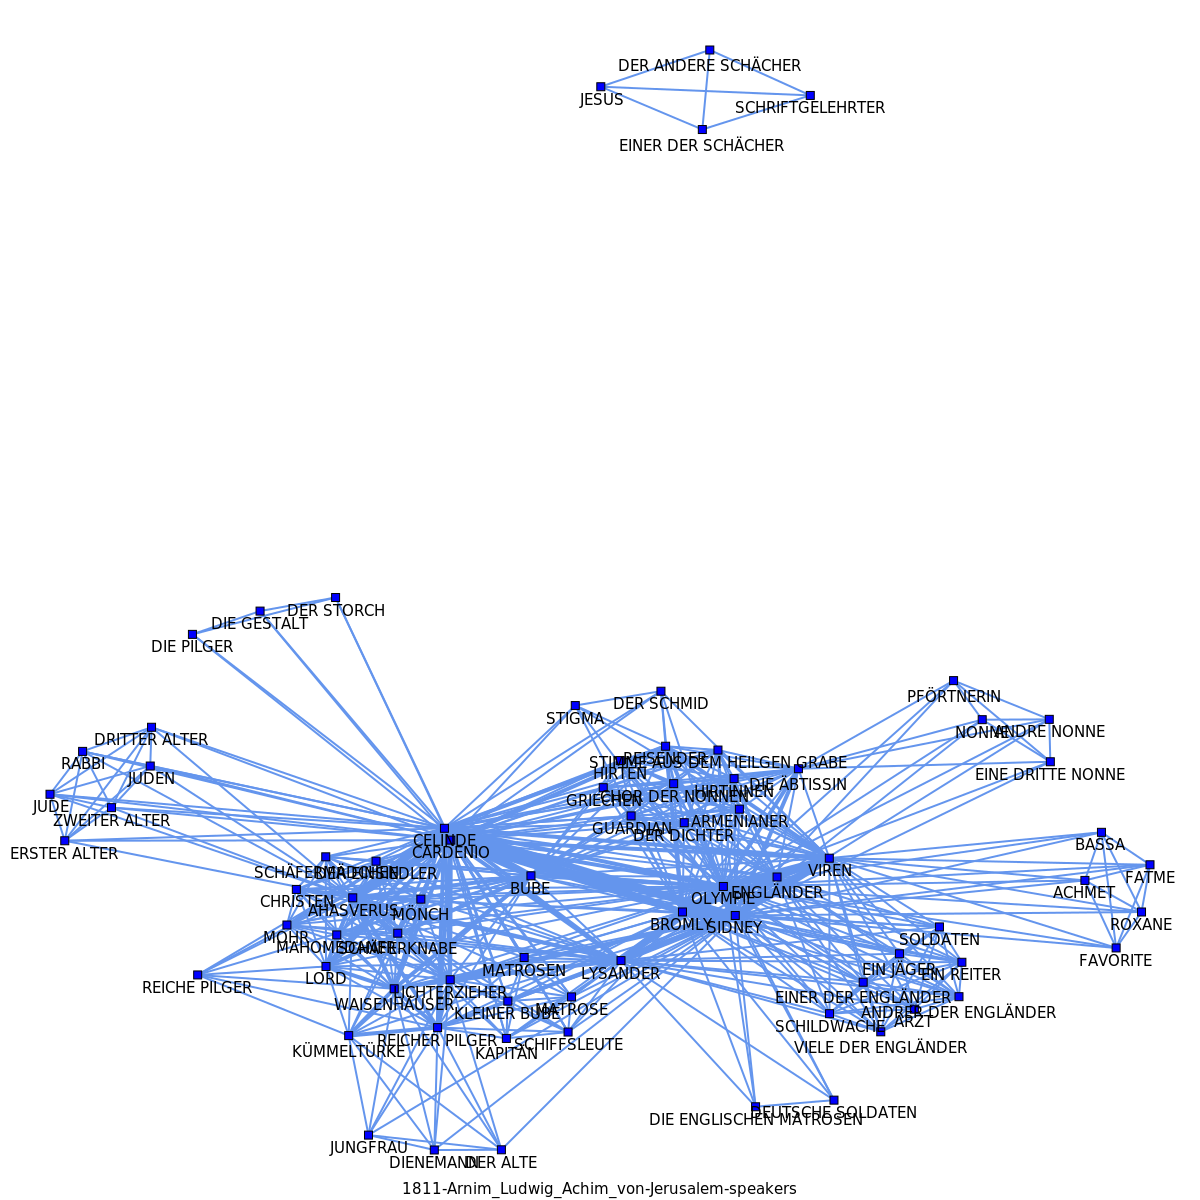 DER ANDERE SCHÄCHER
JESUS
SCHRIFTGELEHRTER
EINER DER SCHÄCHER
DER STORCH
DIE GESTALT
DIE PILGER
PFÖRTNERIN
DER SCHMID
STIGMA
NONNE
ANDRE NONNE
DRITTER ALTER
RABBI
REISENDER
STIMME AUS DEM HEILGEN GRABE
HIRTEN
EINE DRITTE NONNE
JUDEN
DIE ÄBTISSIN
HIRTINNEN
CHOR DER NONNEN
GRIECHEN
JUDE
ZWEITER ALTER
ARMENIANER
GUARDIAN
DER DICHTER
CELINDE
CARDENIO
BASSA
ERSTER ALTER
VIREN
SCHÄFERMÄDCHEN
DER EINSIEDLER
FATME
BUBE
ENGLÄNDER
ACHMET
OLYMPIE
CHRISTEN
AHASVERUS
MÖNCH
BROMLY
SIDNEY
ROXANE
MOHR
MAHOMEDANER
SCHÄFERKNABE
SOLDATEN
FAVORITE
MATROSEN
LYSANDER
EIN JÄGER
EIN REITER
LORD
REICHE PILGER
LICHTERZIEHER
WAISENHÄUSER
EINER DER ENGLÄNDER
KLEINER BUBE
MATROSE
ANDRER DER ENGLÄNDER
ARZT
SCHILDWACHE
REICHER PILGER
SCHIFFSLEUTE
KÜMMELTÜRKE
KAPITÄN
VIELE DER ENGLÄNDER
DEUTSCHE SOLDATEN
DIE ENGLISCHEN MATROSEN
JUNGFRAU
DIENEMANN
DER ALTE
1811-Arnim_Ludwig_Achim_von-Jerusalem-speakers